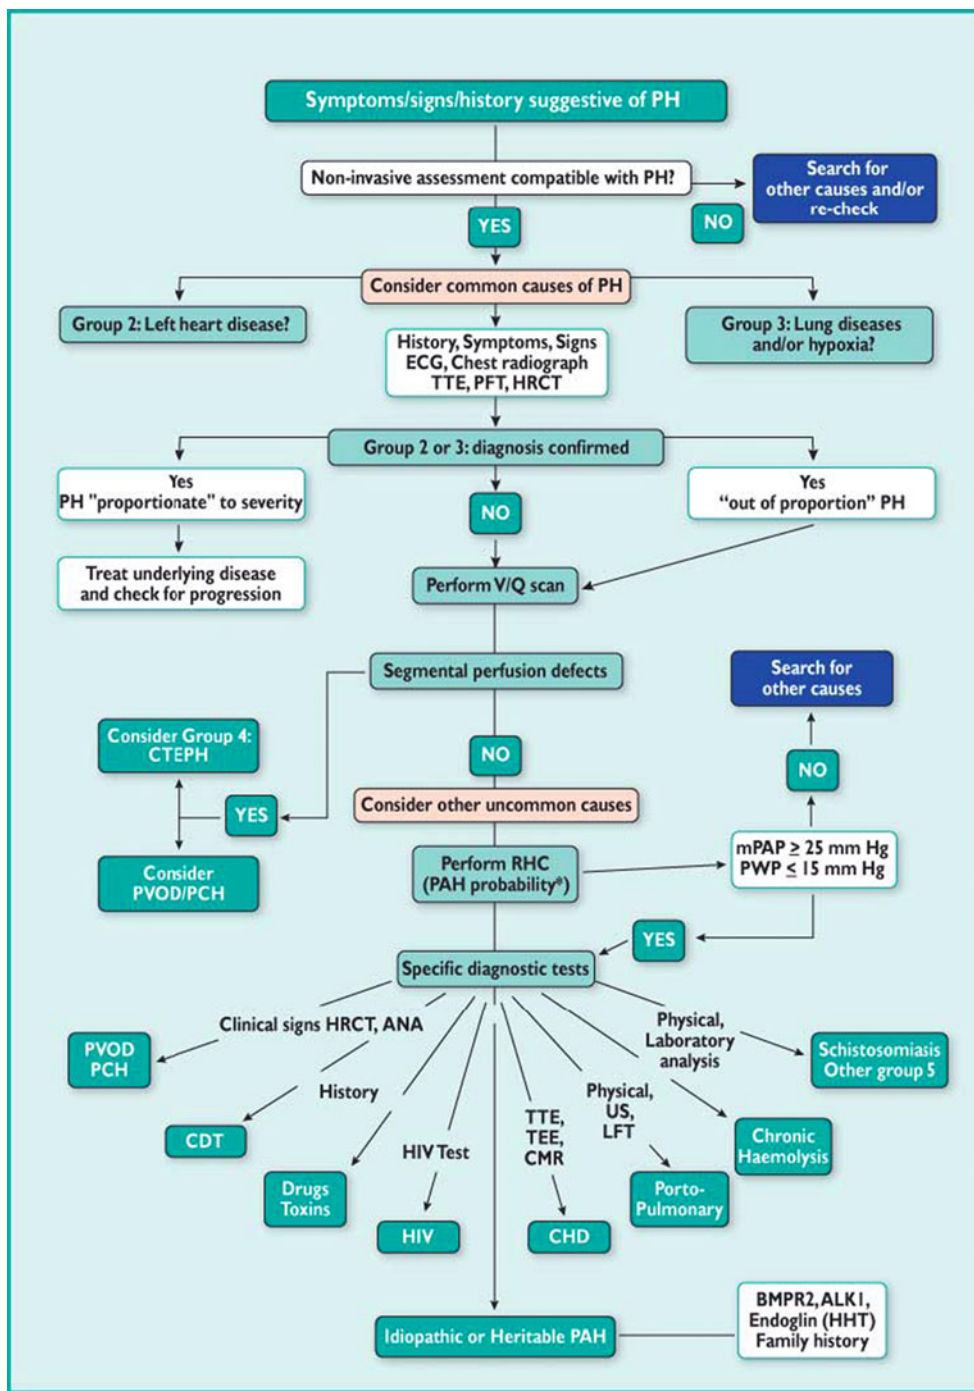 Symptoms/signs/history suggestive of PH
Non-invasive assessment compatible with PH?
Search for
other causes and/or
re-check
YES
NO
Consider common causes of PH
Group 2: Left heart disease?
Group 3: Lung diseases
and/or hypoxia?
History, Symptoms, Signs
ECG, Chest radiograph
TTE, PFT, HRCT
Group 2 or 3: diagnosis confirmed
Yes
PH "proportionate" to severity
NO
Yes
“out of proportion” PH
Treat underlying disease
and check for progression
Perform V/Q scan
Segmental perfusion defects
Search for
other causes
Consider Group 4:
CTEPH
NO
NO
YES
Consider other uncommon causes
Consider
PVOD/PCH
Perform RHC
(PAH probability*)
mPAP ≥ 25 mm Hg
PWP ≤ 15 mm Hg
YES
Specific diagnostic tests
Clinical signs HRCT, ANA
Physical,
Laboratory
analysis
PVOD
PCH
Schistosomiasis
Other group 5
History
Physical,
US,
LFT
TTE,
TEE,
CMR
HIV Test
CDT
Chronic
Haemolysis
Drugs
Toxins
Porto-
Pulmonary
HIV
CHD
Idiopathic or Heritable PAH
BMPR2, ALK1,
Endoglin (HHT)
Family history